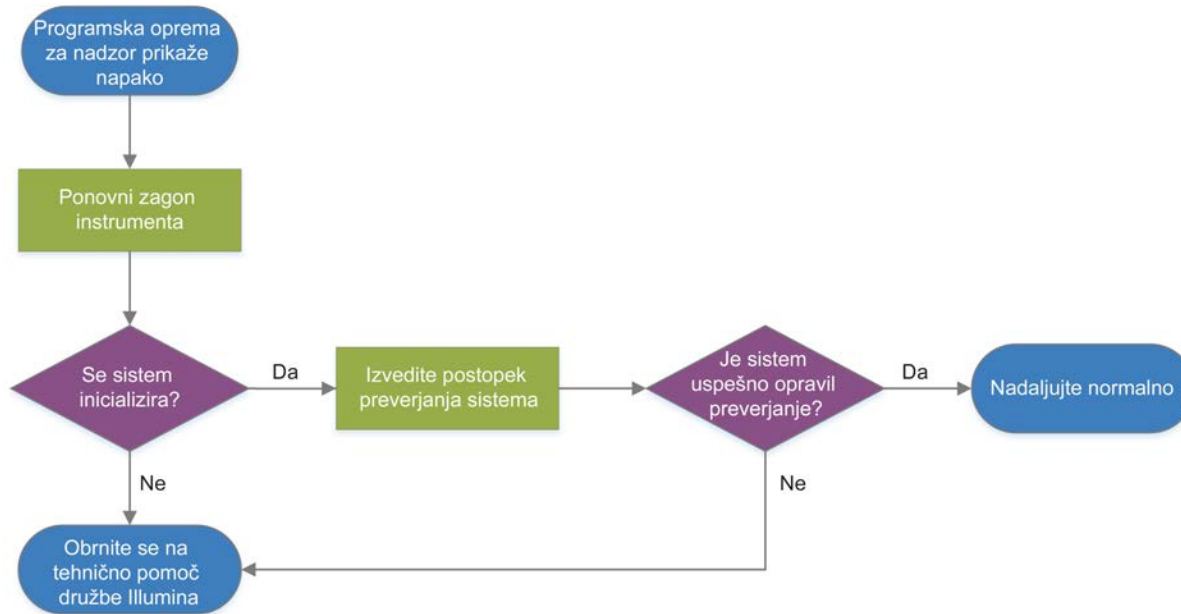 Programska oprema
za nadzor prikaže
napako
Ponovni zagon
instrumenta
Se sistem
inicializira?
Da
Izvedite postopek
preverjanja sistema
Je sistem
uspešno opravil
preverjanje?
Da
Nadaljujte normalno
Ne
Ne
Obrnite se na
tehnično pomoč
družbe Illumina